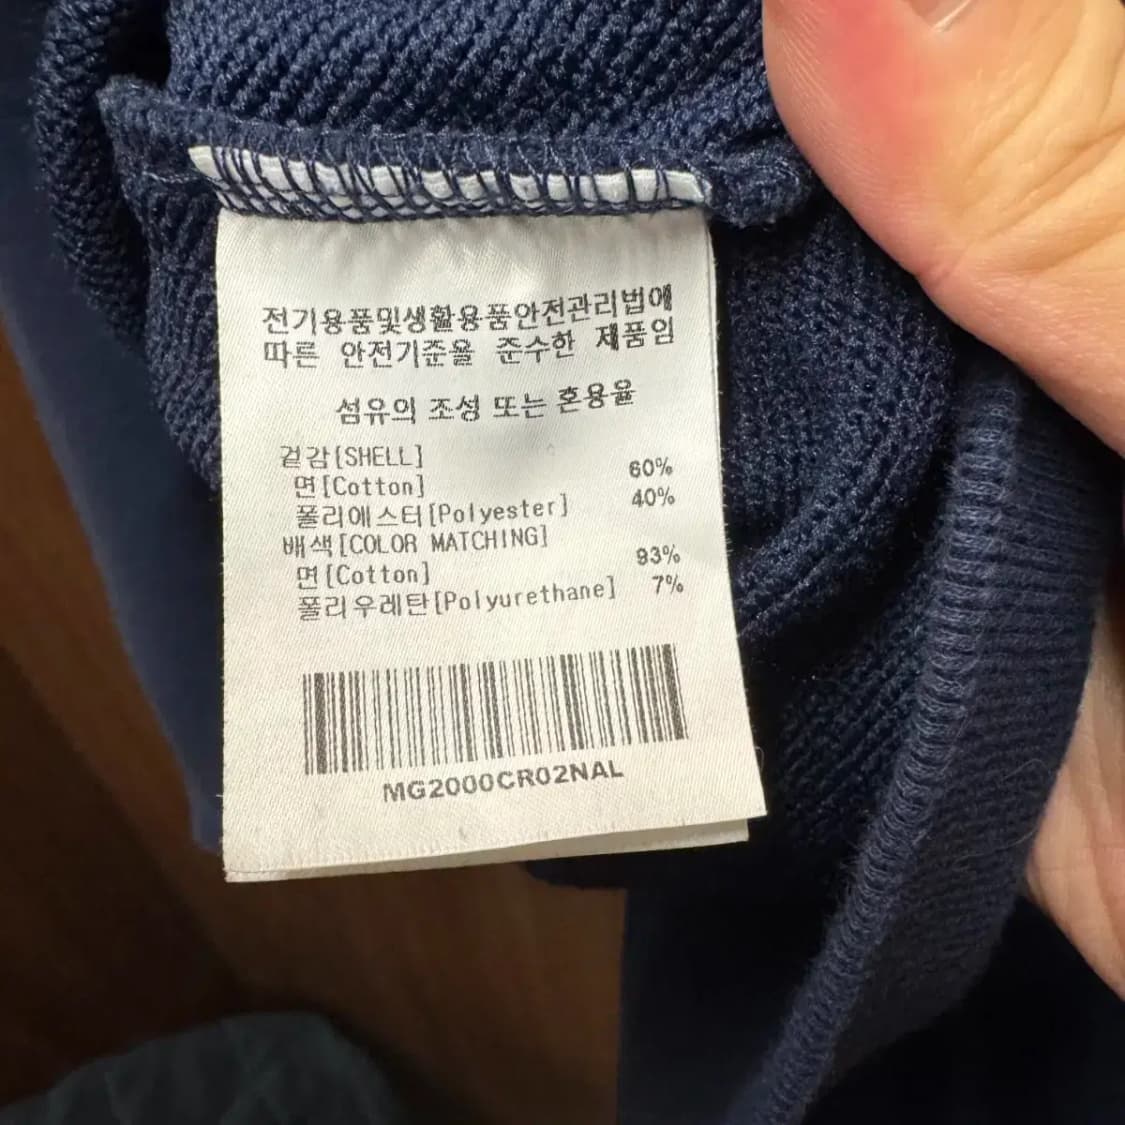 전기용품및생활용품안전관리법에
따른 안전기준을 준수한 제품임
섬유의 조성 또는 혼용율
겉감[SHELL]
면[Cotton] 60%
폴리에스터[Polyester] 40%
배색[COLOR MATCHING]
면[Cotton] 93%
폴리우레탄[Polyurethane] 7%
MG2000CR02NAL